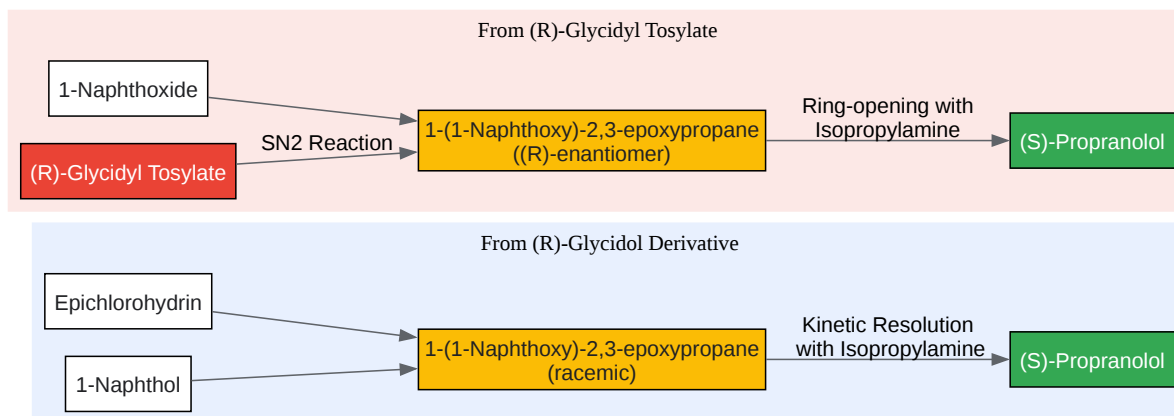 From (R)-Glycidyl Tosylate
1-Naphthoxide
(R)-Glycidyl Tosylate
SN2 Reaction
1-(1-Naphthoxy)-2,3-epoxypropane
((R)-enantiomer)
Ring-opening with
Isopropylamine
(S)-Propranolol
From (R)-Glycidol Derivative
Epichlorohydrin
1-Naphthol
1-(1-Naphthoxy)-2,3-epoxypropane
(racemic)
Kinetic Resolution
with Isopropylamine
(S)-Propranolol